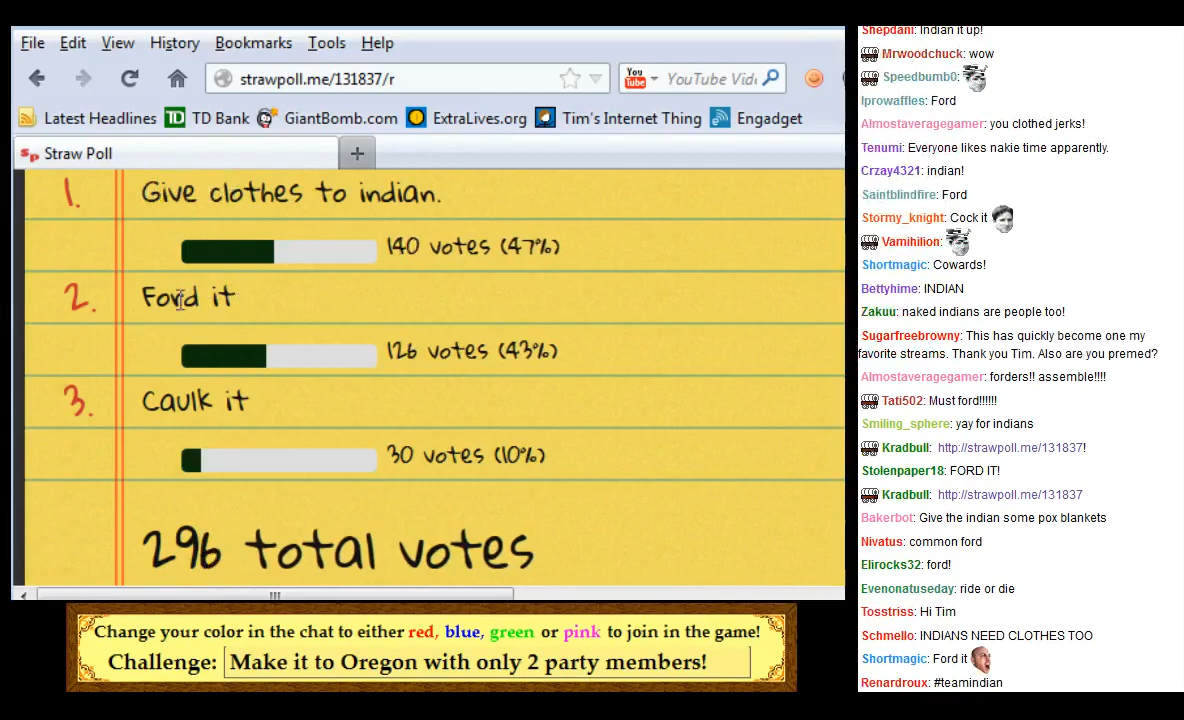 File Edit View History Bookmarks Tools Help
strawpoll.me/131837/r
You Tube YouTube Vide
Latest Headlines TD TD Bank GiantBomb.com ExtraLives.org Tim's Internet Thing Engadget
sp Straw Poll
1. Give clothes to indian.
140 votes (47%)
2. Ford it
126 votes (43%)
3. Caulk it
30 votes (10%)
296 total votes
Change your color in the chat to either red, blue, green or pink to join in the game!
Challenge: Make it to Oregon with only 2 party members!
Shepdani: Indian it up!
Mrwoodchuck: wow
Speedbumb0:
Iprowaffles: Ford
Almostaveragegamer: you clothed jerks!
Tenumi: Everyone likes nakie time apparently.
Crzay4321: indian!
Saintblindfire: Ford
Stormy_knight: Cock it
Vamihilion:
Shortmagic: Cowards!
Bettyhime: INDIAN
Zakuu: naked indians are people too!
Sugarfreebrowny: This has quickly become one my
favorite streams. Thank you Tim. Also are you premed?
Almostaveragegamer: forders!! assemble!!!!
Tati502: Must ford!!!!!!
Smiling_sphere: yay for indians
Kradbull: http://strawpoll.me/131837!
Stolenpaper18: FORD IT!
Kradbull: http://strawpoll.me/131837
Bakerbot: Give the indian some pox blankets
Nivatus: common ford
Elirocks32: ford!
Evenonatuseday: ride or die
Tosstriss: Hi Tim
Schmello: INDIANS NEED CLOTHES TOO
Shortmagic: Ford it
Renardroux: #teamindian